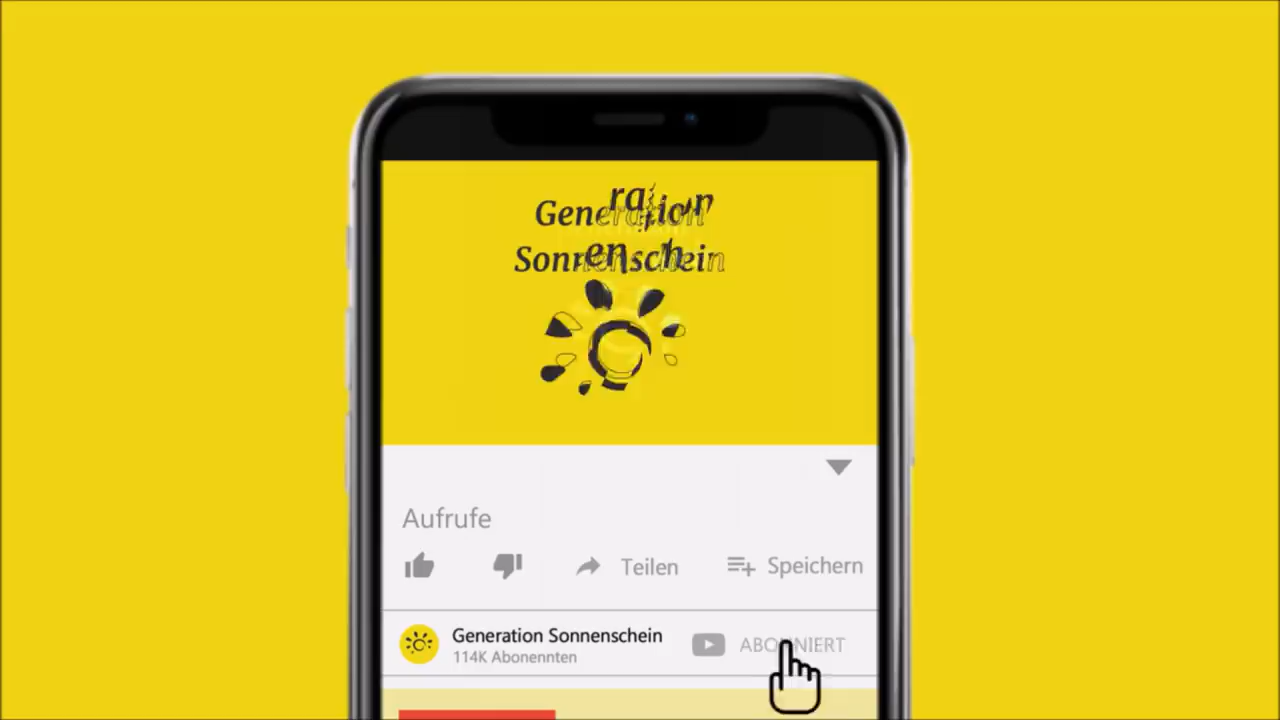 Generation
Sonnenschein
Aufrufe
Teilen
Speichern
Generation Sonnenschein
ABONNIERT
114K Abonennten